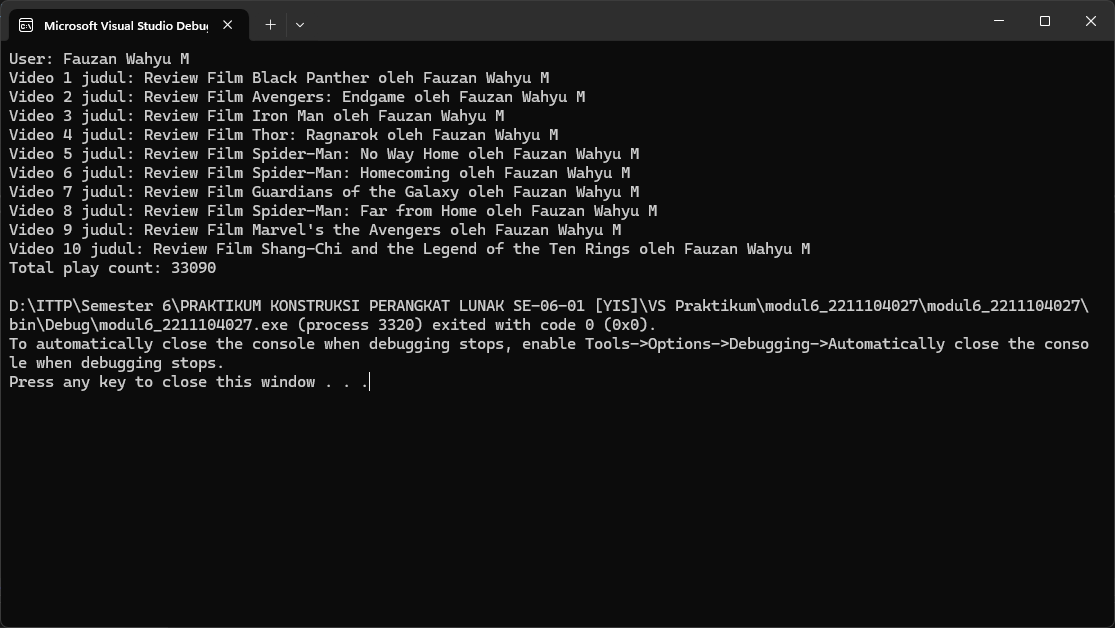 Microsoft Visual Studio Debug
User: Fauzan Wahyu M
Video 1 judul: Review Film Black Panther oleh Fauzan Wahyu M
Video 2 judul: Review Film Avengers: Endgame oleh Fauzan Wahyu M
Video 3 judul: Review Film Iron Man oleh Fauzan Wahyu M
Video 4 judul: Review Film Thor: Ragnarok oleh Fauzan Wahyu M
Video 5 judul: Review Film Spider-Man: No Way Home oleh Fauzan Wahyu M
Video 6 judul: Review Film Spider-Man: Homecoming oleh Fauzan Wahyu M
Video 7 judul: Review Film Guardians of the Galaxy oleh Fauzan Wahyu M
Video 8 judul: Review Film Spider-Man: Far from Home oleh Fauzan Wahyu M
Video 9 judul: Review Film Marvel's the Avengers oleh Fauzan Wahyu M
Video 10 judul: Review Film Shang-Chi and the Legend of the Ten Rings oleh Fauzan Wahyu M
Total play count: 33090
D:\ITTP\Semester 6\PRAKTIKUM KONSTRUKSI PERANGKAT LUNAK SE-06-01 [YIS]\VS Praktikum\modul6_2211104027\modul6_2211104027\
bin\Debug\modul6_2211104027.exe (process 3320) exited with code 0 (0x0).
To automatically close the console when debugging stops, enable Tools->Options->Debugging->Automatically close the conso
le when debugging stops.
Press any key to close this window . . .